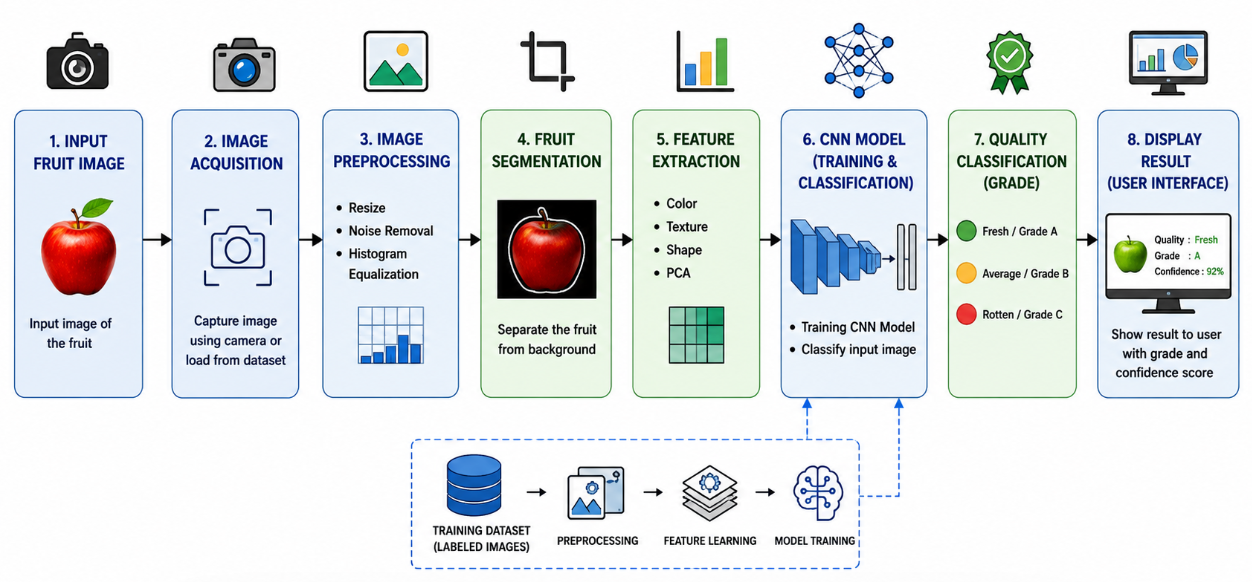 1. INPUT
FRUIT IMAGE
Input image of
the fruit
2. IMAGE
ACQUISITION
Capture image
using camera or
load from dataset
3. IMAGE
PREPROCESSING
• Resize
• Noise Removal
• Histogram
Equalization
4. FRUIT
SEGMENTATION
Separate the fruit
from background
5. FEATURE
EXTRACTION
• Color
• Texture
• Shape
• PCA
6. CNN MODEL
(TRAINING &
CLASSIFICATION)
• Training CNN Model
• Classify input image
7. QUALITY
CLASSIFICATION
(GRADE)
Fresh / Grade A
Average / Grade B
Rotten / Grade C
8. DISPLAY
RESULT
(USER INTERFACE)
Quality : Fresh
Grade : A
Confidence : 92%
Show result to user
with grade and
confidence score
TRAINING DATASET
(LABELED IMAGES)
PREPROCESSING
FEATURE LEARNING
MODEL TRAINING